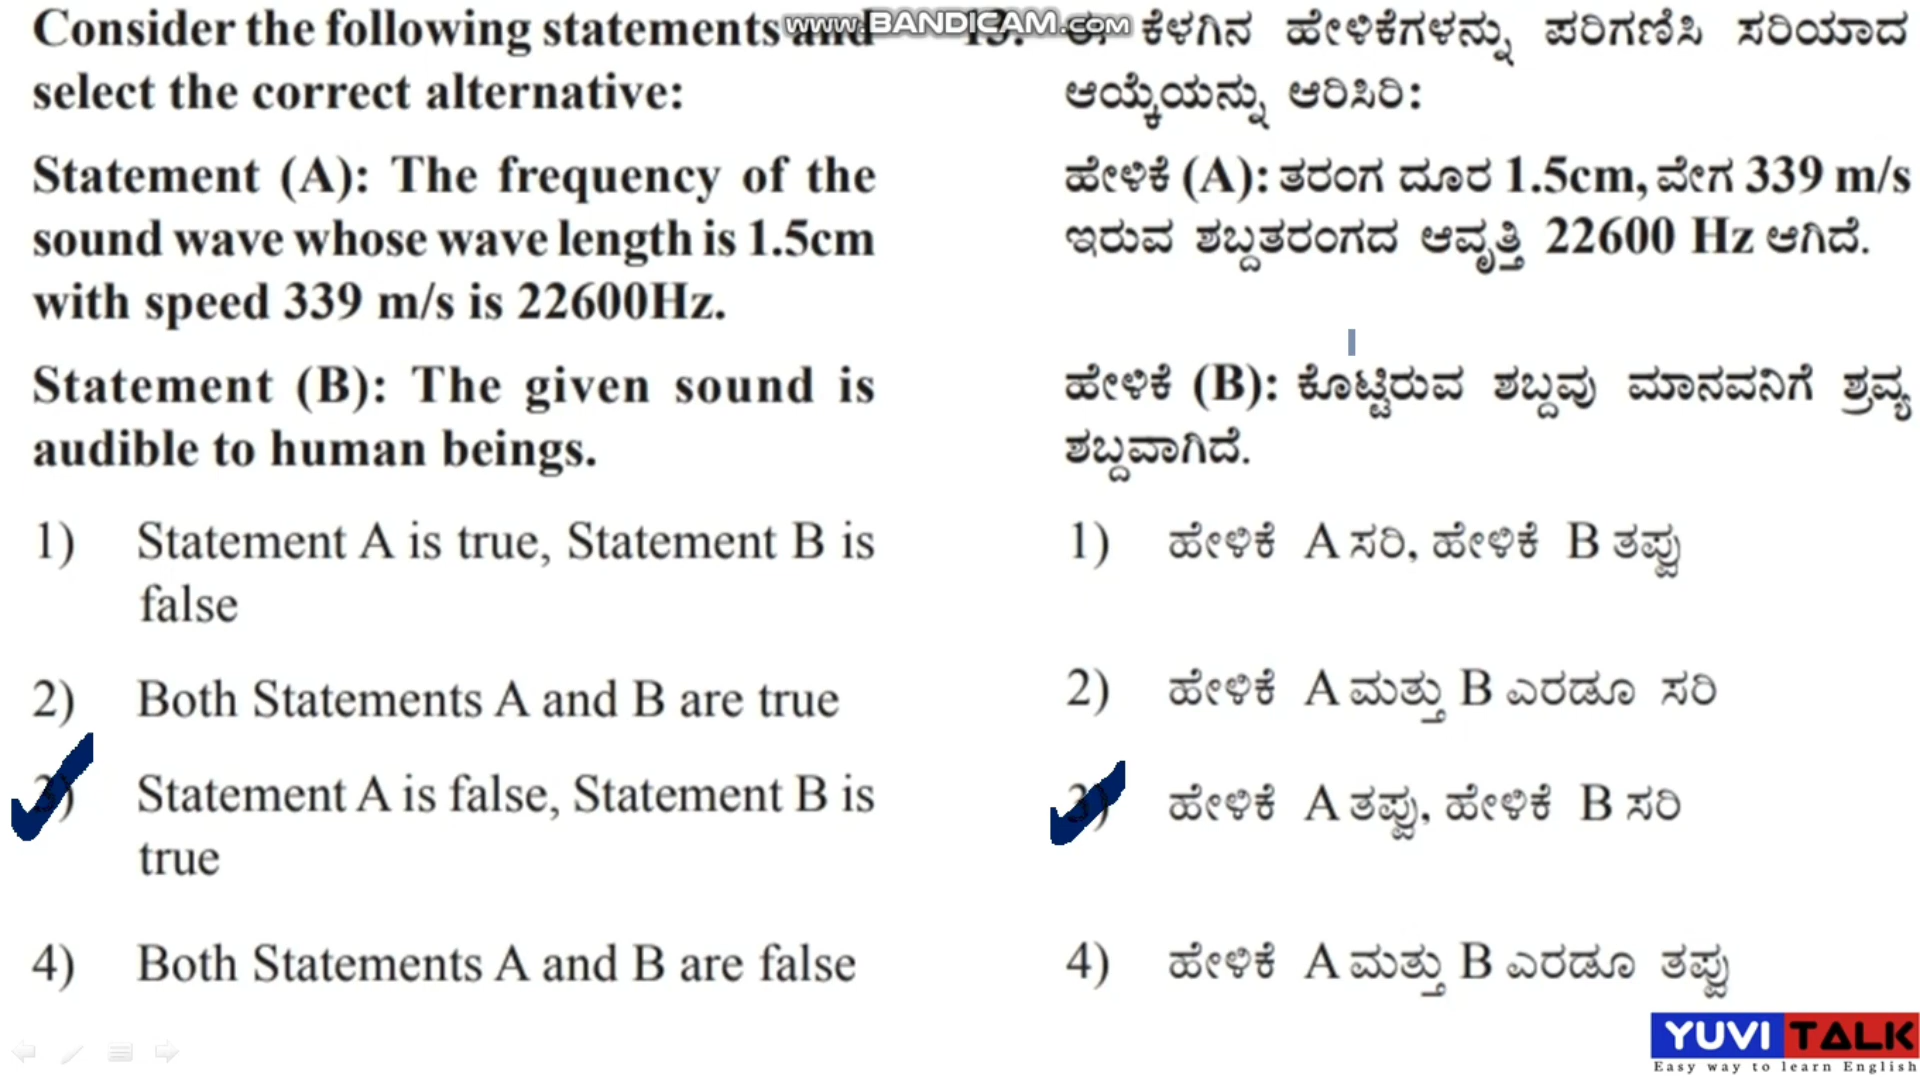 Consider the following statements and
select the correct alternative:
Statement (A): The frequency of the
sound wave whose wave length is 1.5cm
with speed 339 m/s is 22600Hz.
Statement (B): The given sound is
audible to human beings.
1) Statement A is true, Statement B is
false
2) Both Statements A and B are true
3) Statement A is false, Statement B is
true
4) Both Statements A and B are false
www.BANDICAM.com
ಈ ಕೆಳಗಿನ ಹೇಳಿಕೆಗಳನ್ನು ಪರಿಗಣಿಸಿ ಸರಿಯಾದ
ಆಯ್ಕೆಯನ್ನು ಆರಿಸಿರಿ:
ಹೇಳಿಕೆ (A): ತರಂಗ ದೂರ 1.5cm, ವೇಗ 339 m/s
ಇರುವ ಶಬ್ದತರಂಗದ ಆವೃತ್ತಿ 22600 Hz ಆಗಿದೆ.
ಹೇಳಿಕೆ (B): ಕೊಟ್ಟಿರುವ ಶಬ್ದವು ಮಾನವನಿಗೆ ಶ್ರವ್ಯ
ಶಬ್ದವಾಗಿದೆ.
1) ಹೇಳಿಕೆ A ಸರಿ, ಹೇಳಿಕೆ B ತಪ್ಪು
2) ಹೇಳಿಕೆ A ಮತ್ತು B ಎರಡೂ ಸರಿ
3) ಹೇಳಿಕೆ A ತಪ್ಪು, ಹೇಳಿಕೆ B ಸರಿ
4) ಹೇಳಿಕೆ A ಮತ್ತು B ಎರಡೂ ತಪ್ಪು
YUVI TALK
Easy way to learn English